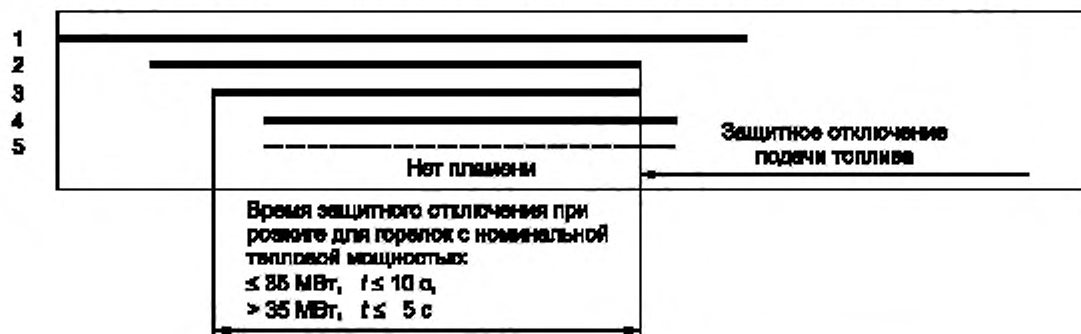 1
2
3
4
5
Защитное отключение
подачи топлива
Нет пламени
Время защитного отключения при
розжиге для горелок с номинальной
тепловой мощностью
≤ 35 МВт, t ≤ 10 с,
> 35 МВт, t ≤ 5 с